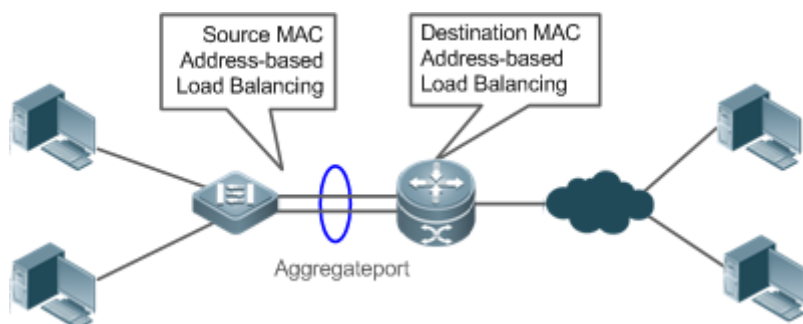 Source MAC
Address-based
Load Balancing
Destination MAC
Address-based
Load Balancing
Aggregateport